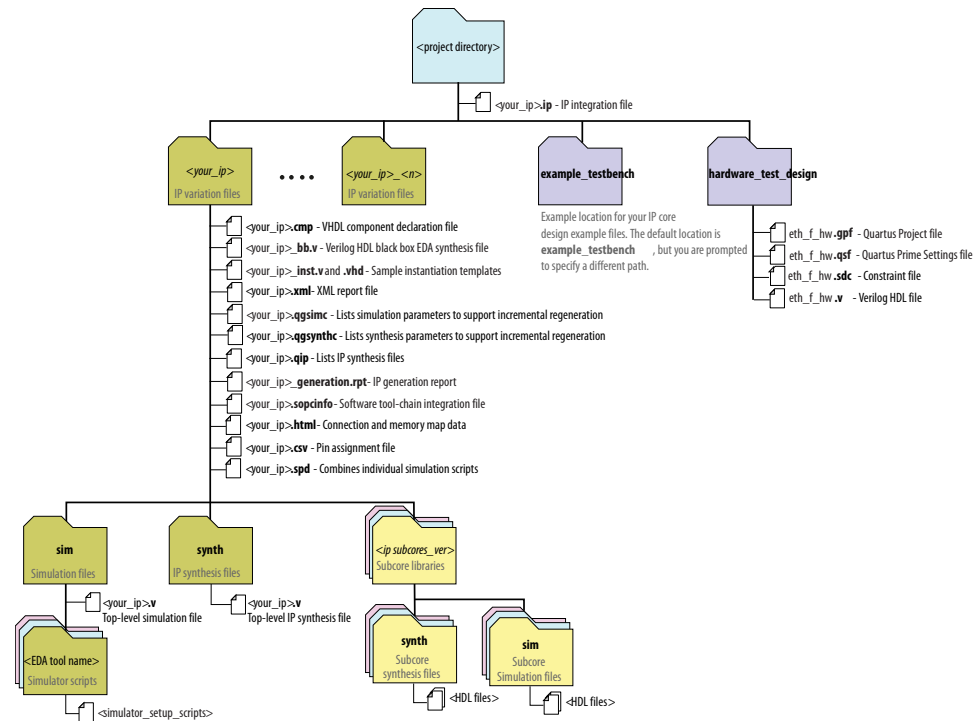 <project directory>
<your_ip>.ip - IP integration file
<your_ip>
IP variation files
....
<your_ip>_<n>
IP variation files
example_testbench
hardware_test_design
Example location for your IP core
design example files. The default location is
example_testbench , but you are prompted
to specify a different path.
eth_f_hw.gpf - Quartus Project file
eth_f_hw.qsf - Quartus Prime Settings file
eth_f_hw .sdc - Constraint file
eth_f_hw .v - Verilog HDL file
<your_ip>.cmp - VHDL component declaration file
<your_ip>_bb.v - Verilog HDL black box EDA synthesis file
<your_ip>_inst.v and .vhd - Sample instantiation templates
<your_ip>.xml- XML report file
<your_ip>.qgsimc - Lists simulation parameters to support incremental regeneration
<your_ip>.qgsynthc - Lists synthesis parameters to support incremental regeneration
<your_ip>.qip - Lists IP synthesis files
<your_ip>_generation.rpt- IP generation report
<your_ip>.sopcinfo- Software tool-chain integration file
<your_ip>.html- Connection and memory map data
<your_ip>.csv - Pin assignment file
<your_ip>.spd - Combines individual simulation scripts
sim
Simulation files
synth
IP synthesis files
<ip subcores_ver>
Subcore libraries
<your_ip>.v
Top-level simulation file
<your_ip>.v
Top-level IP synthesis file
<EDA tool name>
Simulator scripts
synth
Subcore
synthesis files
sim
Subcore
Simulation files
<HDL files>
<HDL files>
<simulator_setup_scripts>